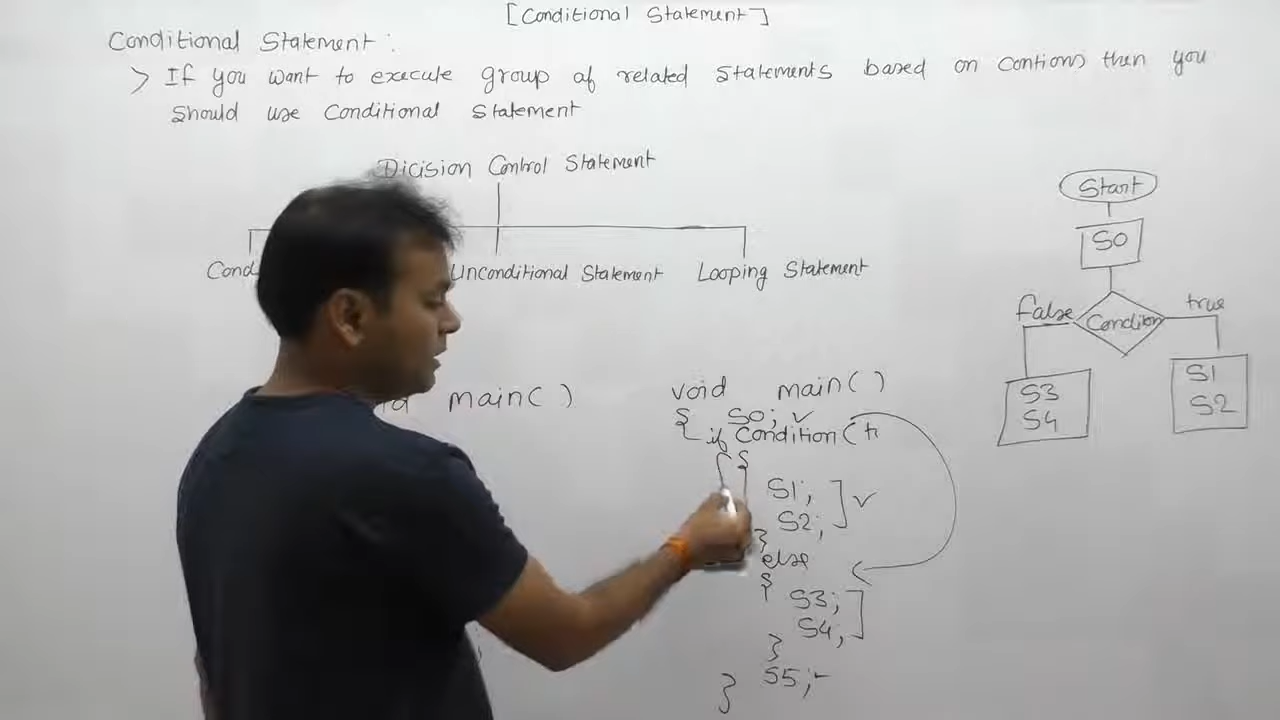 [Conditional Statement]
Conditional Statement :
> If you want to execute group of related statements based on contions then you
should use Conditional Statement
Dicision Control Statement
Cond
Unconditional Statement
Looping Statement
main( )
void main( )
{ S0; ✓
if Condition (
{
S1;
S2; ] ✓
}
else
{
S3;
S4; ]
}
S5;
}
Start
S0
Condition
false
true
S3
S4
S1
S2